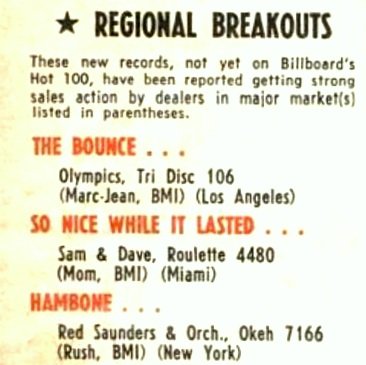 ★ REGIONAL BREAKOUTS
These new records, not yet on Billboard's
Hot 100, have been reported getting strong
sales action by dealers in major market(s)
listed in parentheses.
THE BOUNCE . . .
Olympics, Tri Disc 106
(Marc-Jean, BMI) (Los Angeles)
SO NICE WHILE IT LASTED . . .
Sam & Dave, Roulette 4480
(Mom, BMI) (Miami)
HAMBONE . . .
Red Saunders & Orch., Okeh 7166
(Rush, BMI) (New York)